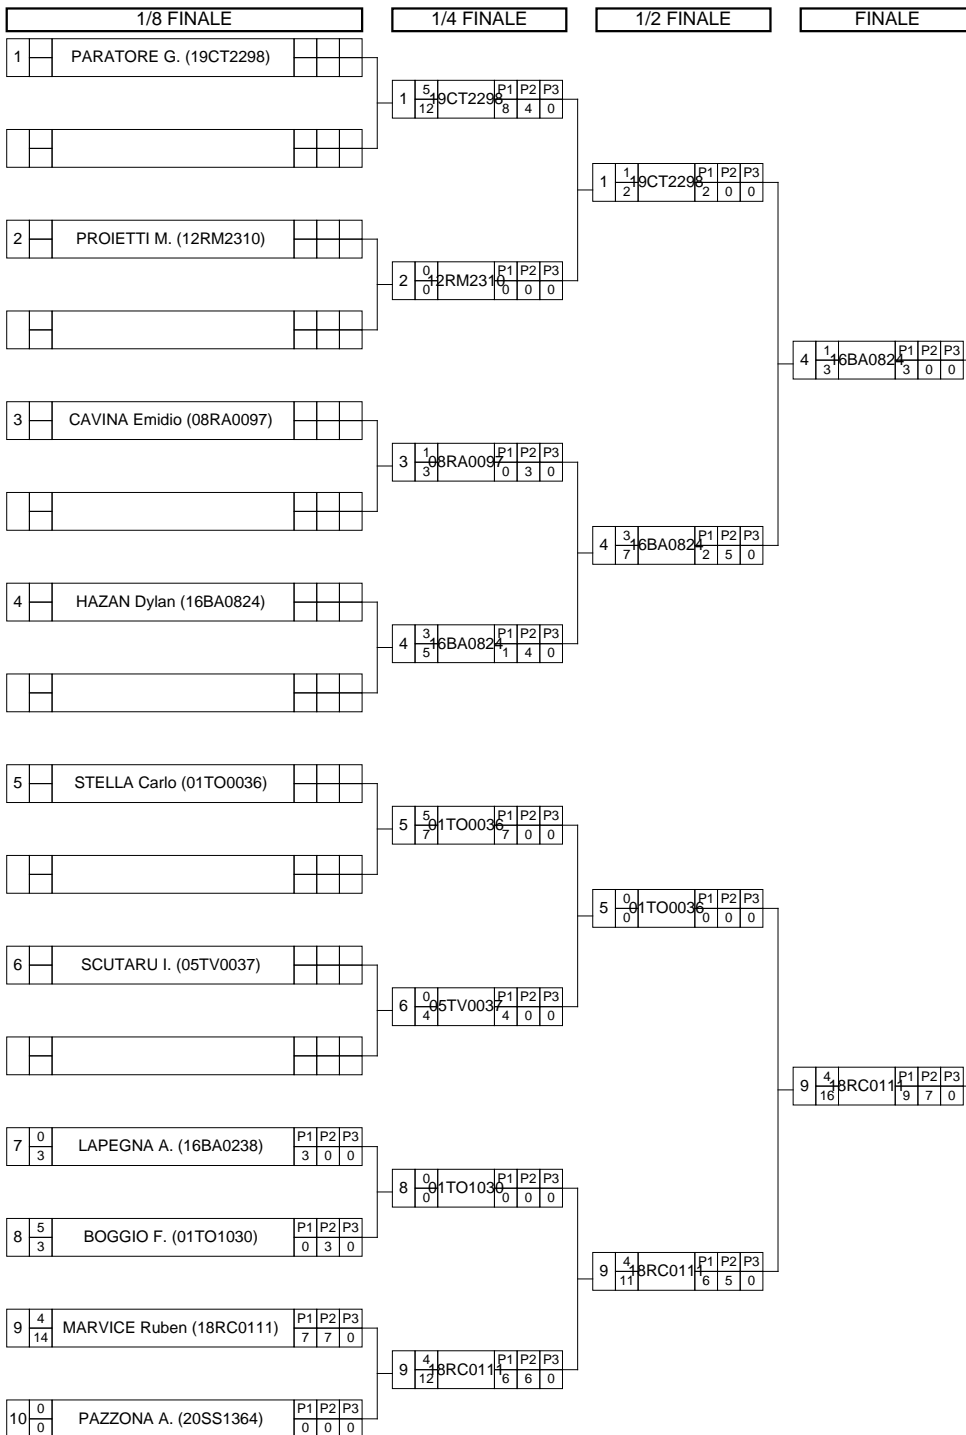 1/8 FINALE 1/4 FINALE 1/2 FINALE FINALE
1 PARATORE G. (19CT2298)
1 5 12 19CT2298 P1 P2 P3 8 4 0
1 1 2 19CT2298 P1 P2 P3 2 0 0
2 PROIETTI M. (12RM2310)
2 0 0 12RM2310 P1 P2 P3 0 0 0
4 1 3 16BA0824 P1 P2 P3 3 0 0
3 CAVINA Emidio (08RA0097)
3 1 3 08RA0097 P1 P2 P3 0 3 0
4 3 7 16BA0824 P1 P2 P3 2 5 0
4 HAZAN Dylan (16BA0824)
4 3 5 16BA0824 P1 P2 P3 1 4 0
5 STELLA Carlo (01TO0036)
5 5 7 01TO0036 P1 P2 P3 7 0 0
5 0 0 01TO0036 P1 P2 P3 0 0 0
6 SCUTARU I. (05TV0037)
6 0 4 05TV0037 P1 P2 P3 4 0 0
9 4 16 18RC0111 P1 P2 P3 9 7 0
7 0 3 LAPEGNA A. (16BA0238) P1 P2 P3 3 0 0
8 0 0 01TO1030 P1 P2 P3 0 0 0
8 5 3 BOGGIO F. (01TO1030) P1 P2 P3 0 3 0
9 4 11 18RC0111 P1 P2 P3 6 5 0
9 4 14 MARVICE Ruben (18RC0111) P1 P2 P3 7 7 0
9 4 12 18RC0111 P1 P2 P3 6 6 0
10 0 0 PAZZONA A. (20SS1364) P1 P2 P3 0 0 0